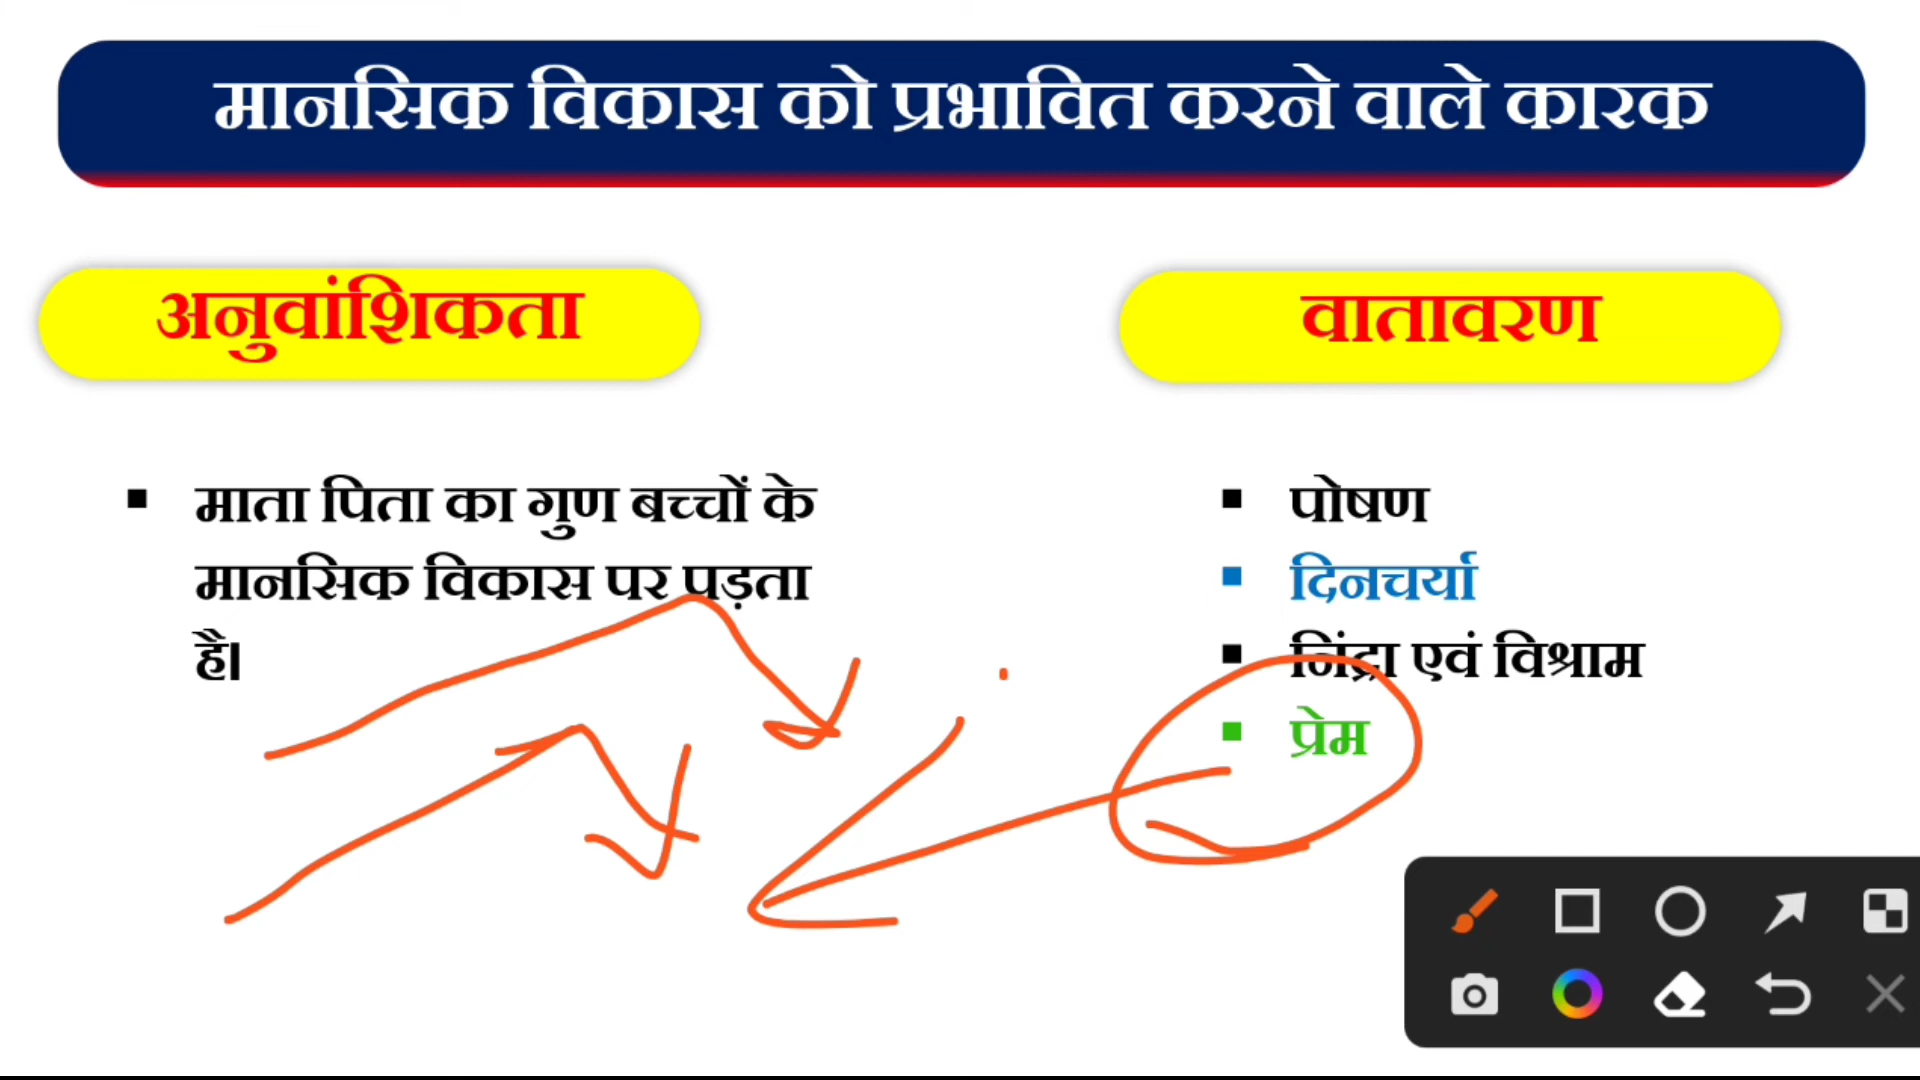 मानसिक विकास को प्रभावित करने वाले कारक
अनुवांशिकता
माता पिता का गुण बच्चों के
मानसिक विकास पर पड़ता
है।
वातावरण
पोषण
दिनचर्या
निंद्रा एवं विश्राम
प्रेम